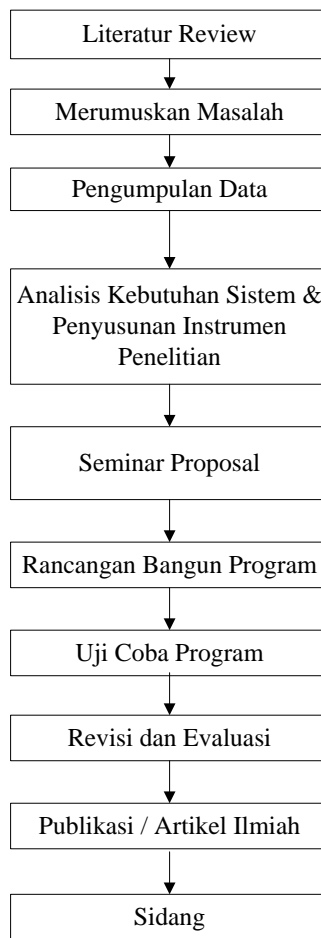 Literatur Review
Merumuskan Masalah
Pengumpulan Data
Analisis Kebutuhan Sistem &
Penyusunan Instrumen
Penelitian
Seminar Proposal
Rancangan Bangun Program
Uji Coba Program
Revisi dan Evaluasi
Publikasi / Artikel Ilmiah
Sidang